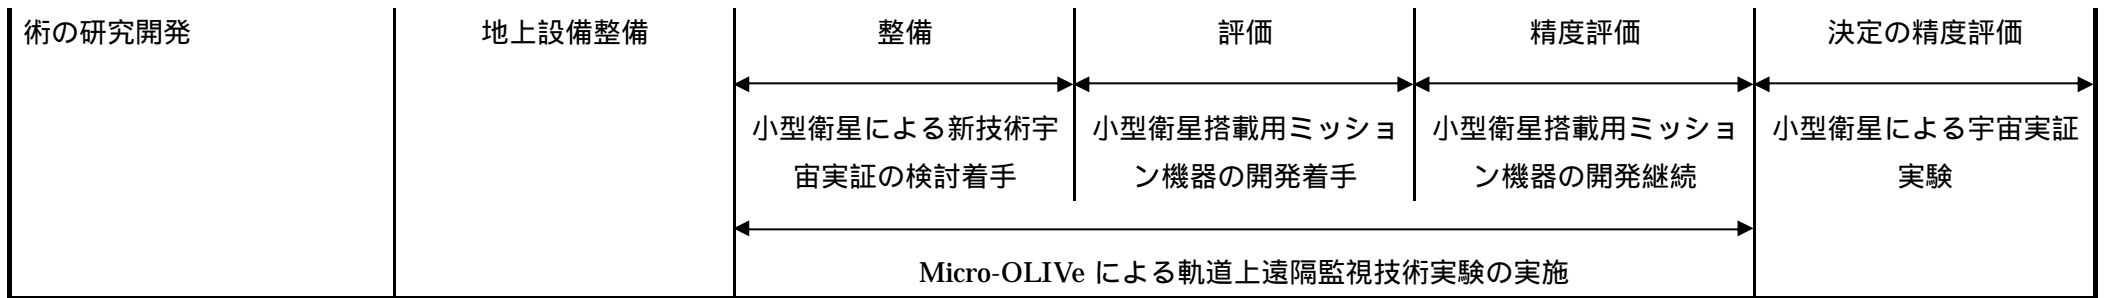 術の研究開発
地上設備整備
整備
評価
精度評価
決定の精度評価
小型衛星による新技術宇
宙実証の検討着手
小型衛星搭載用ミッショ
ン機器の開発着手
小型衛星搭載用ミッショ
ン機器の開発継続
小型衛星による宇宙実証
実験
Micro-OLIVe による軌道上遠隔監視技術実験の実施